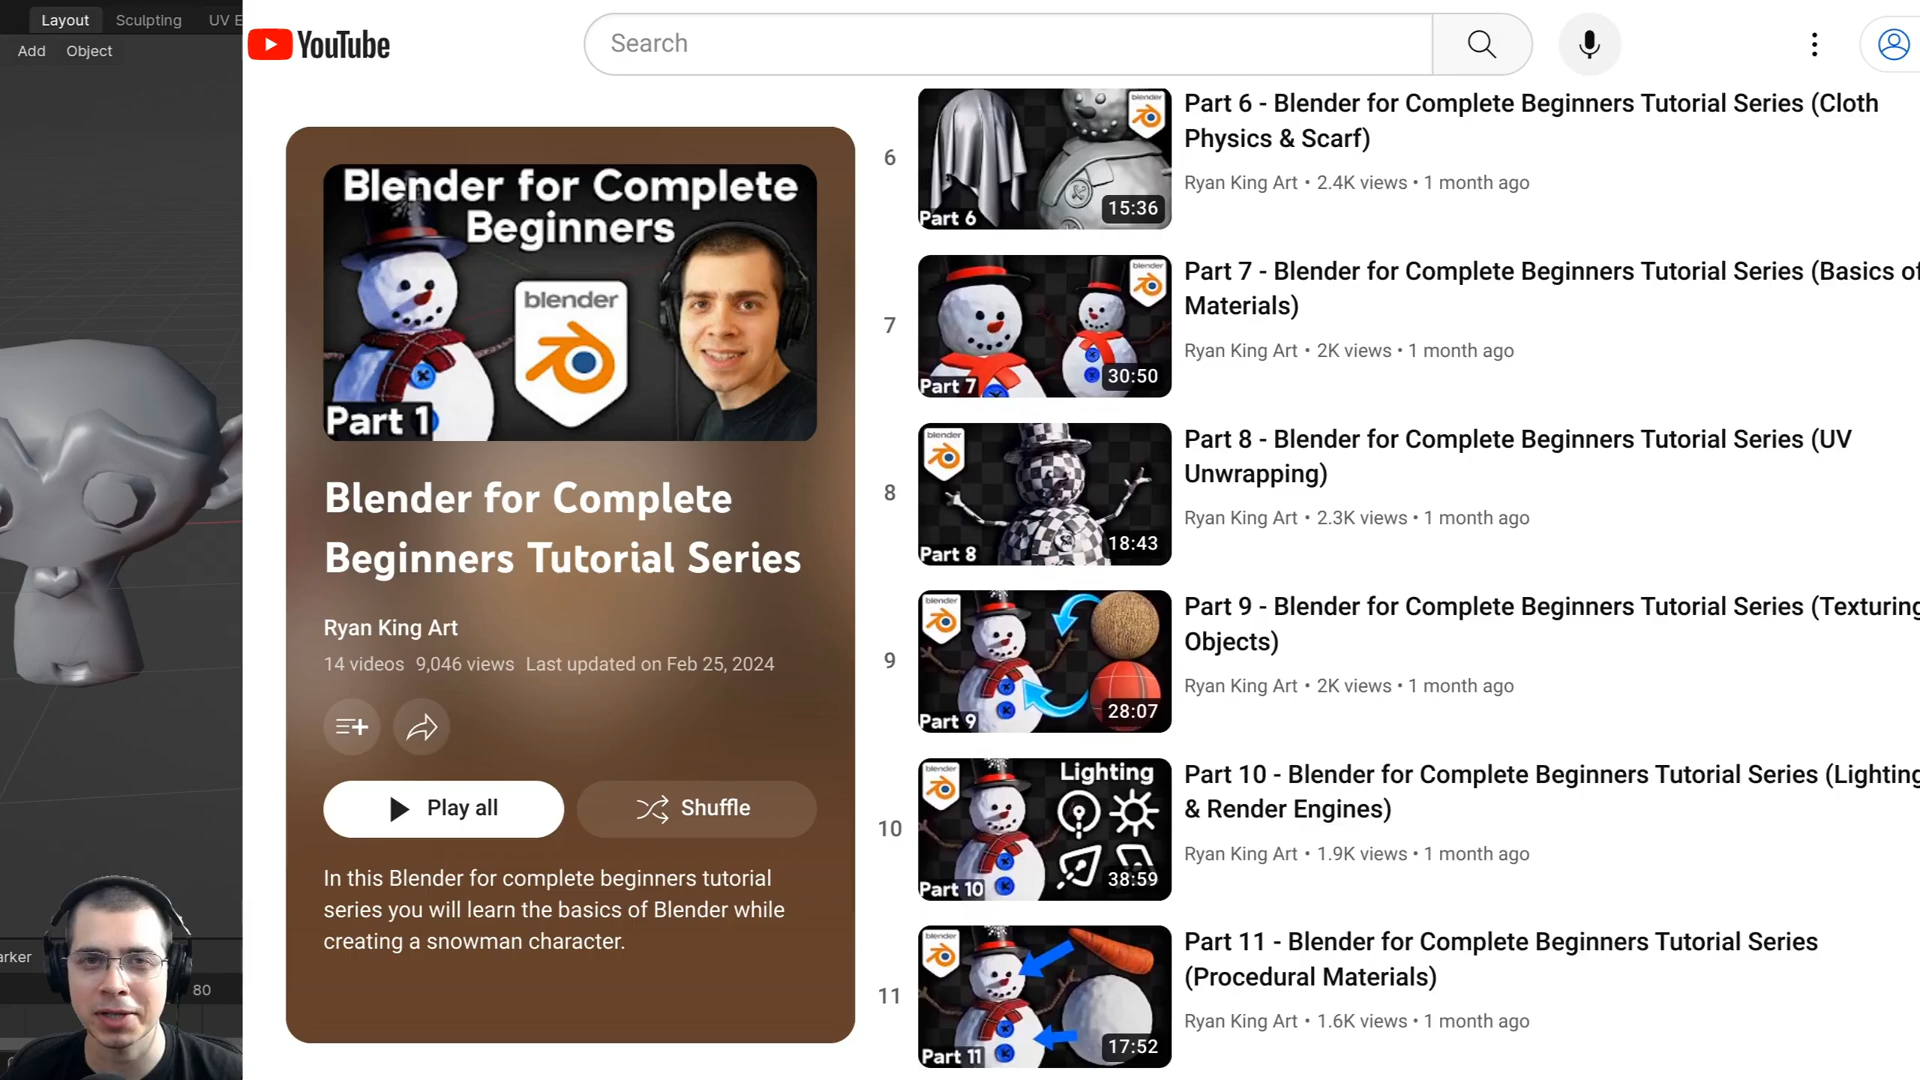 Layout Sculpting UV E
Add Object
YouTube
Search
Blender for Complete
Beginners
blender
Part 1
Blender for Complete
Beginners Tutorial Series
Ryan King Art
14 videos 9,046 views Last updated on Feb 25, 2024
Play all
Shuffle
In this Blender for complete beginners tutorial
series you will learn the basics of Blender while
creating a snowman character.
arker
80
6
blender
Part 6
15:36
Part 6 - Blender for Complete Beginners Tutorial Series (Cloth
Physics & Scarf)
Ryan King Art • 2.4K views • 1 month ago
7
blender
Part 7
30:50
Part 7 - Blender for Complete Beginners Tutorial Series (Basics of
Materials)
Ryan King Art • 2K views • 1 month ago
8
blender
Part 8
18:43
Part 8 - Blender for Complete Beginners Tutorial Series (UV
Unwrapping)
Ryan King Art • 2.3K views • 1 month ago
9
blender
Part 9
28:07
Part 9 - Blender for Complete Beginners Tutorial Series (Texturing
Objects)
Ryan King Art • 2K views • 1 month ago
10
blender
Lighting
Part 10
38:59
Part 10 - Blender for Complete Beginners Tutorial Series (Lighting
& Render Engines)
Ryan King Art • 1.9K views • 1 month ago
11
blender
Part 11
17:52
Part 11 - Blender for Complete Beginners Tutorial Series
(Procedural Materials)
Ryan King Art • 1.6K views • 1 month ago